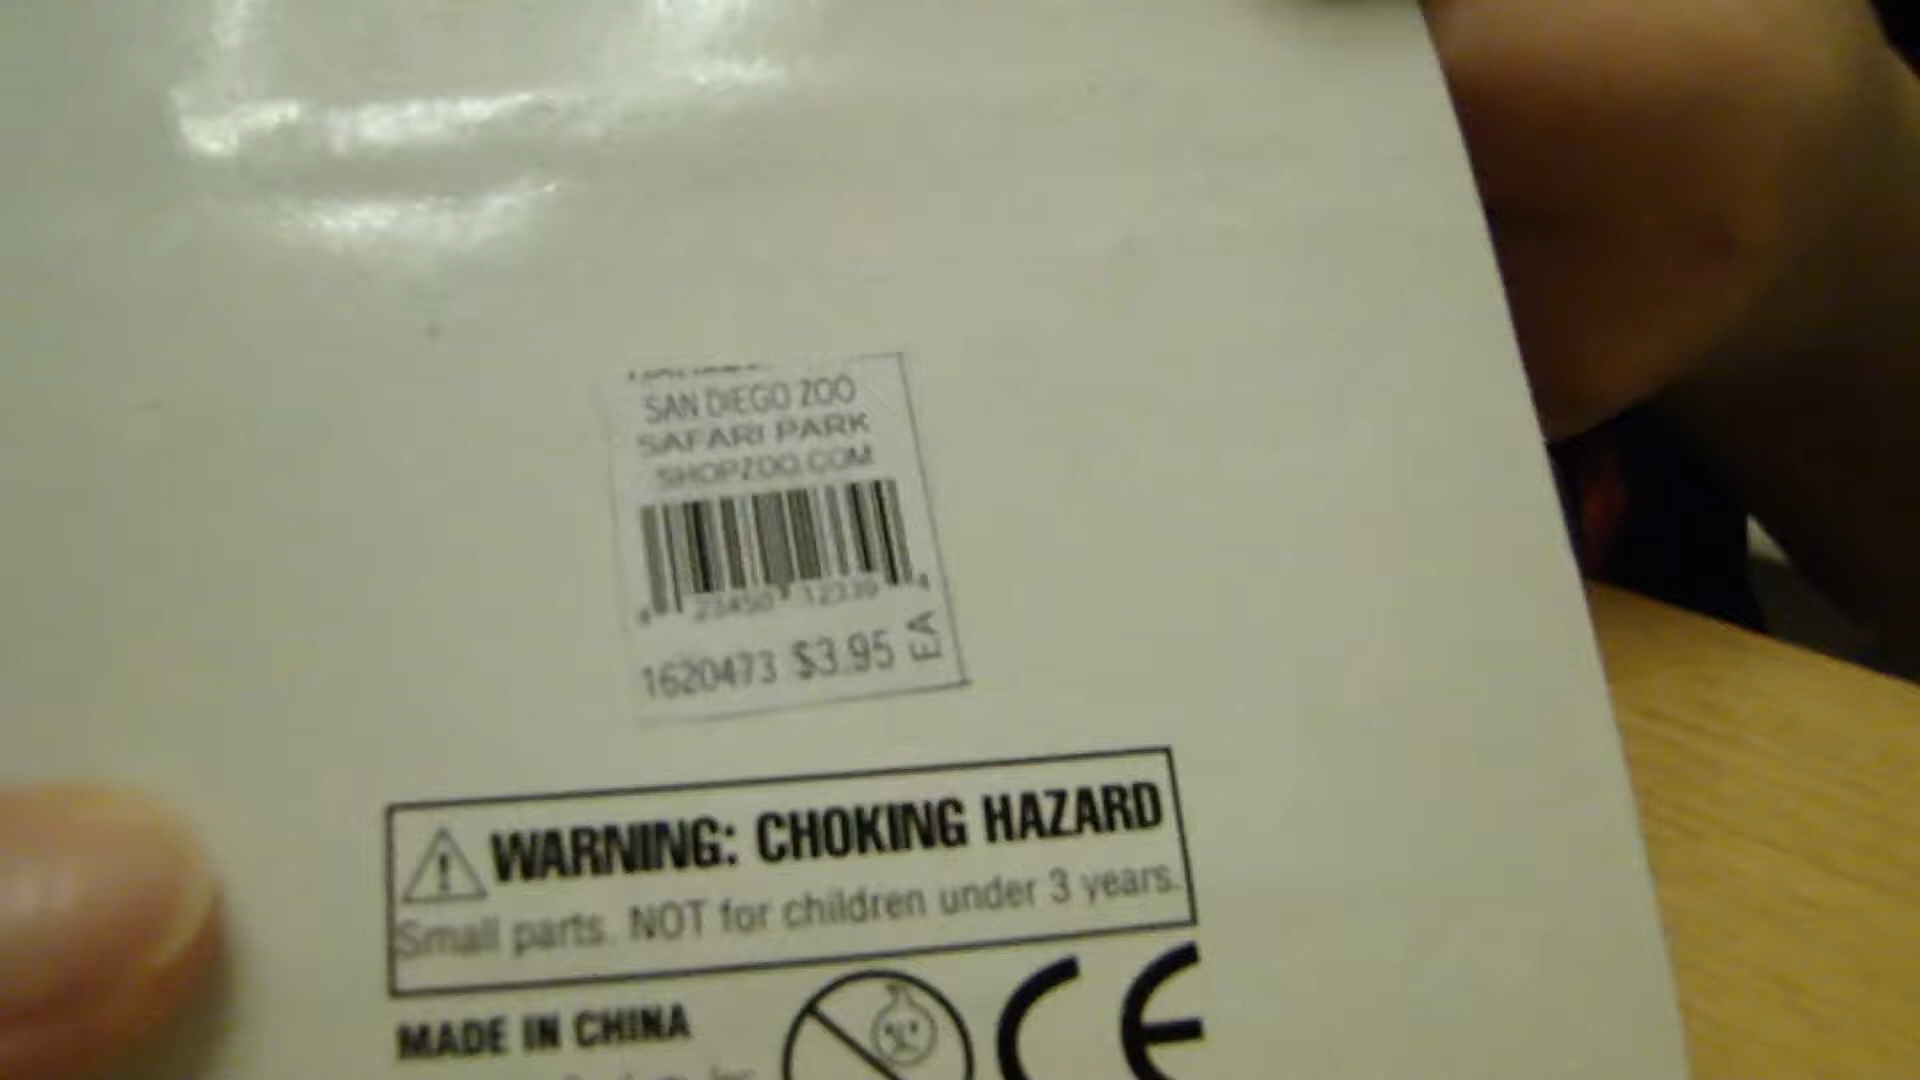 SAN DIEGO ZOO
SAFARI PARK
SHOPZOO.COM
1620473 $3.95 EA
WARNING: CHOKING HAZARD
Small parts. NOT for children under 3 years.
MADE IN CHINA
CE